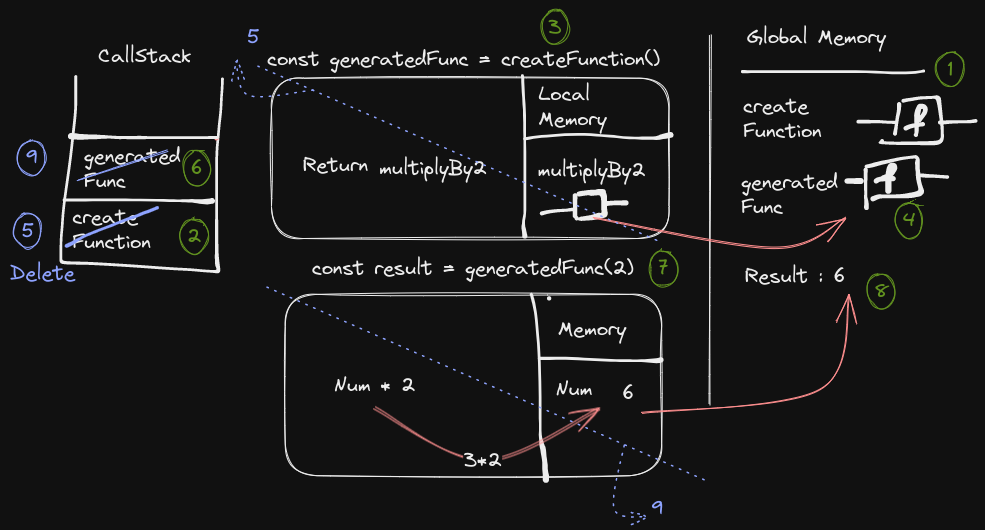 CallStack
9
generated
Func
6
5
create
Function
2
Delete
5
3
const generatedFunc = createFunction()
Local
Memory
Return multiplyBy2
multiplyBy2
const result = generatedFunc(2)
7
Memory
Num * 2
Num 6
3*2
9
Global Memory
1
create
Function
f
generated
Func
f
4
Result : 6
8